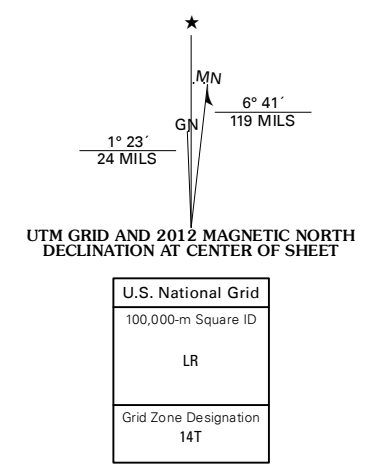 ★
MN
GN
6° 41´
119 MILS
1° 23´
24 MILS
UTM GRID AND 2012 MAGNETIC NORTH
DECLINATION AT CENTER OF SHEET
U.S. National Grid
100,000-m Square ID
LR
Grid Zone Designation
14T